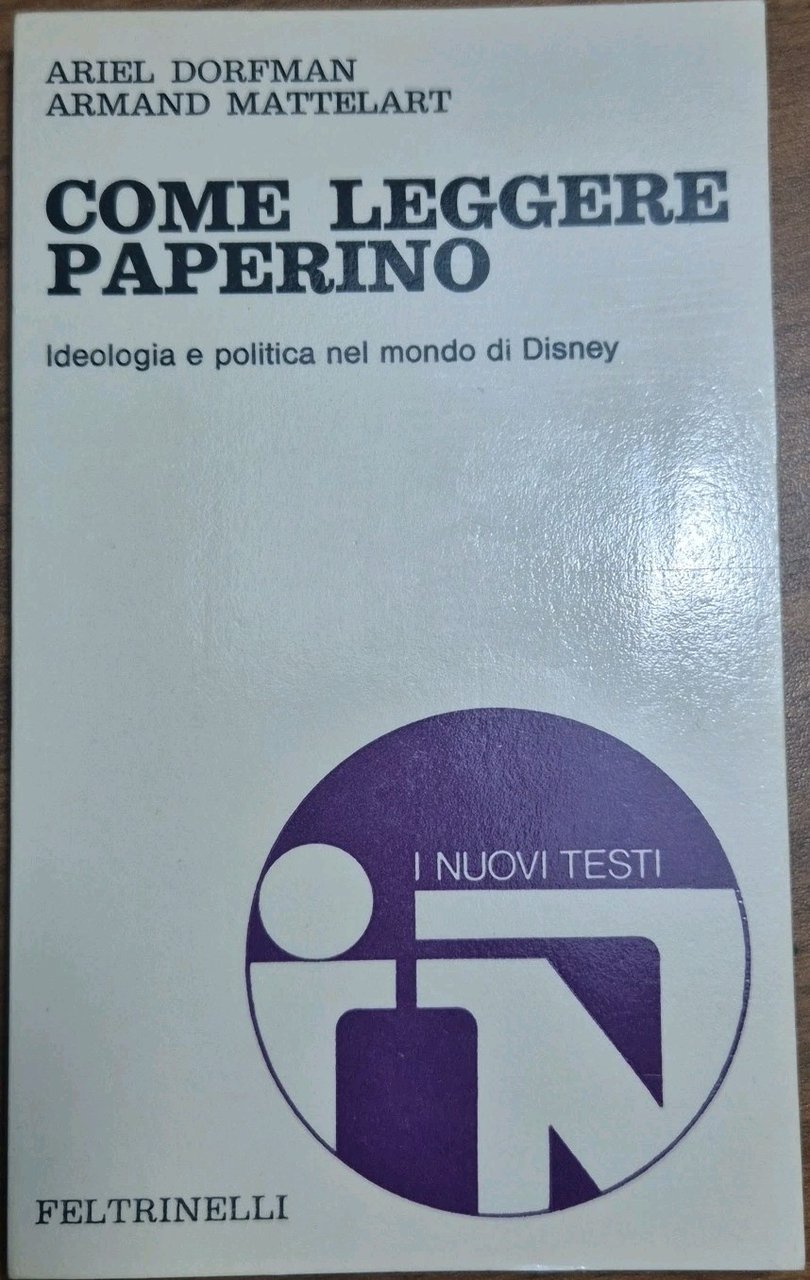 ARIEL DORFMAN
ARMAND MATTELART
COME LEGGERE
PAPERINO
Ideologia e politica nel mondo di Disney
I NUOVI TESTI
FELTRINELLI